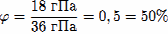 φ = 18 гПа / 36 гПа = 0,5 = 50%